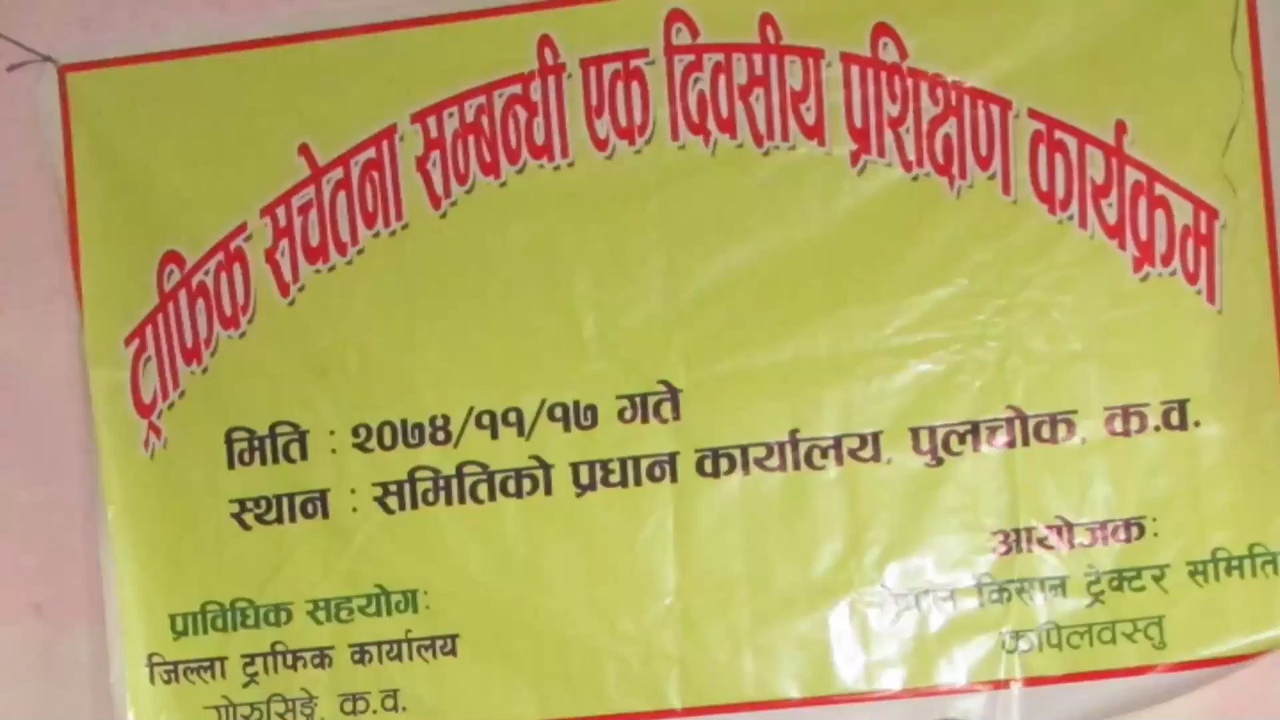 ट्राफिक सचेतना सम्बन्धी एक दिवसीय प्रशिक्षण कार्यक्रम
मिति : २०७४/११/१७ गते
स्थान : समितिको प्रधान कार्यालय, पुलचोक, क.व.
आयोजक:
किसान ट्रेक्टर समिति
कपिलवस्तु
प्राविधिक सहयोग:
जिल्ला ट्राफिक कार्यालय
गोरुसिङ्गे, क.व.